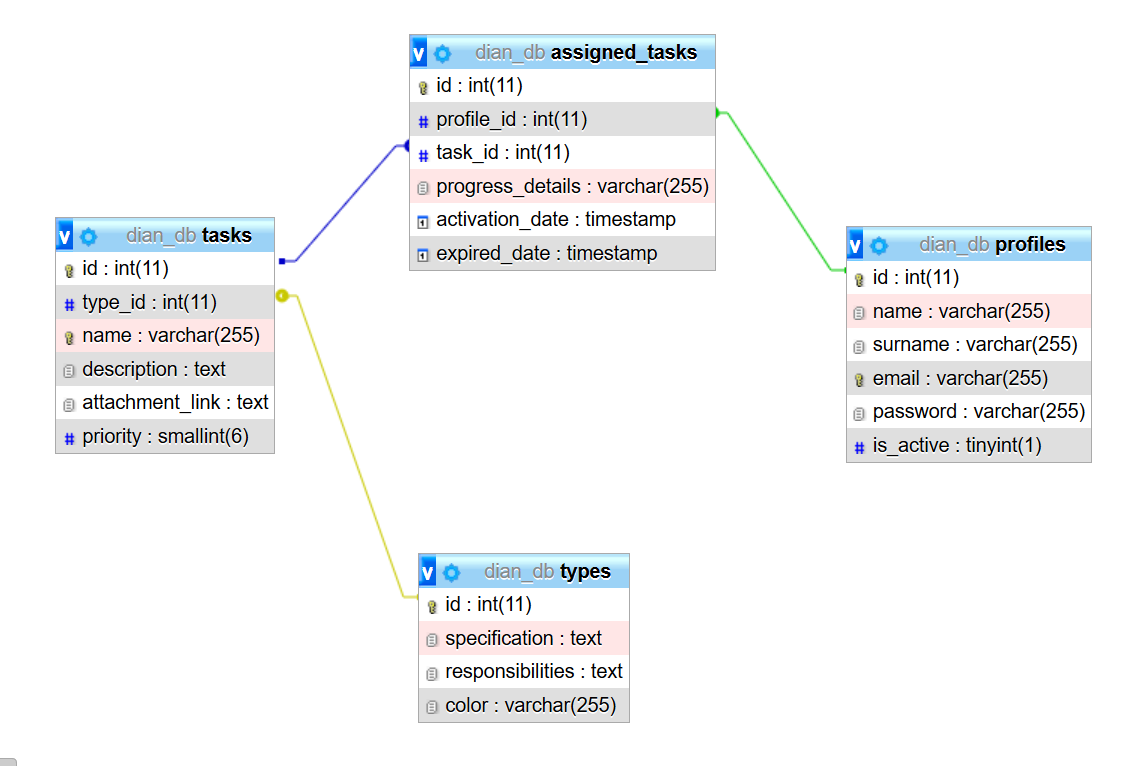 v dian_db assigned_tasks
id : int(11)
profile_id : int(11)
task_id : int(11)
progress_details : varchar(255)
activation_date : timestamp
expired_date : timestamp
v dian_db tasks
id : int(11)
type_id : int(11)
name : varchar(255)
description : text
attachment_link : text
priority : smallint(6)
v dian_db profiles
id : int(11)
name : varchar(255)
surname : varchar(255)
email : varchar(255)
password : varchar(255)
is_active : tinyint(1)
v dian_db types
id : int(11)
specification : text
responsibilities : text
color : varchar(255)